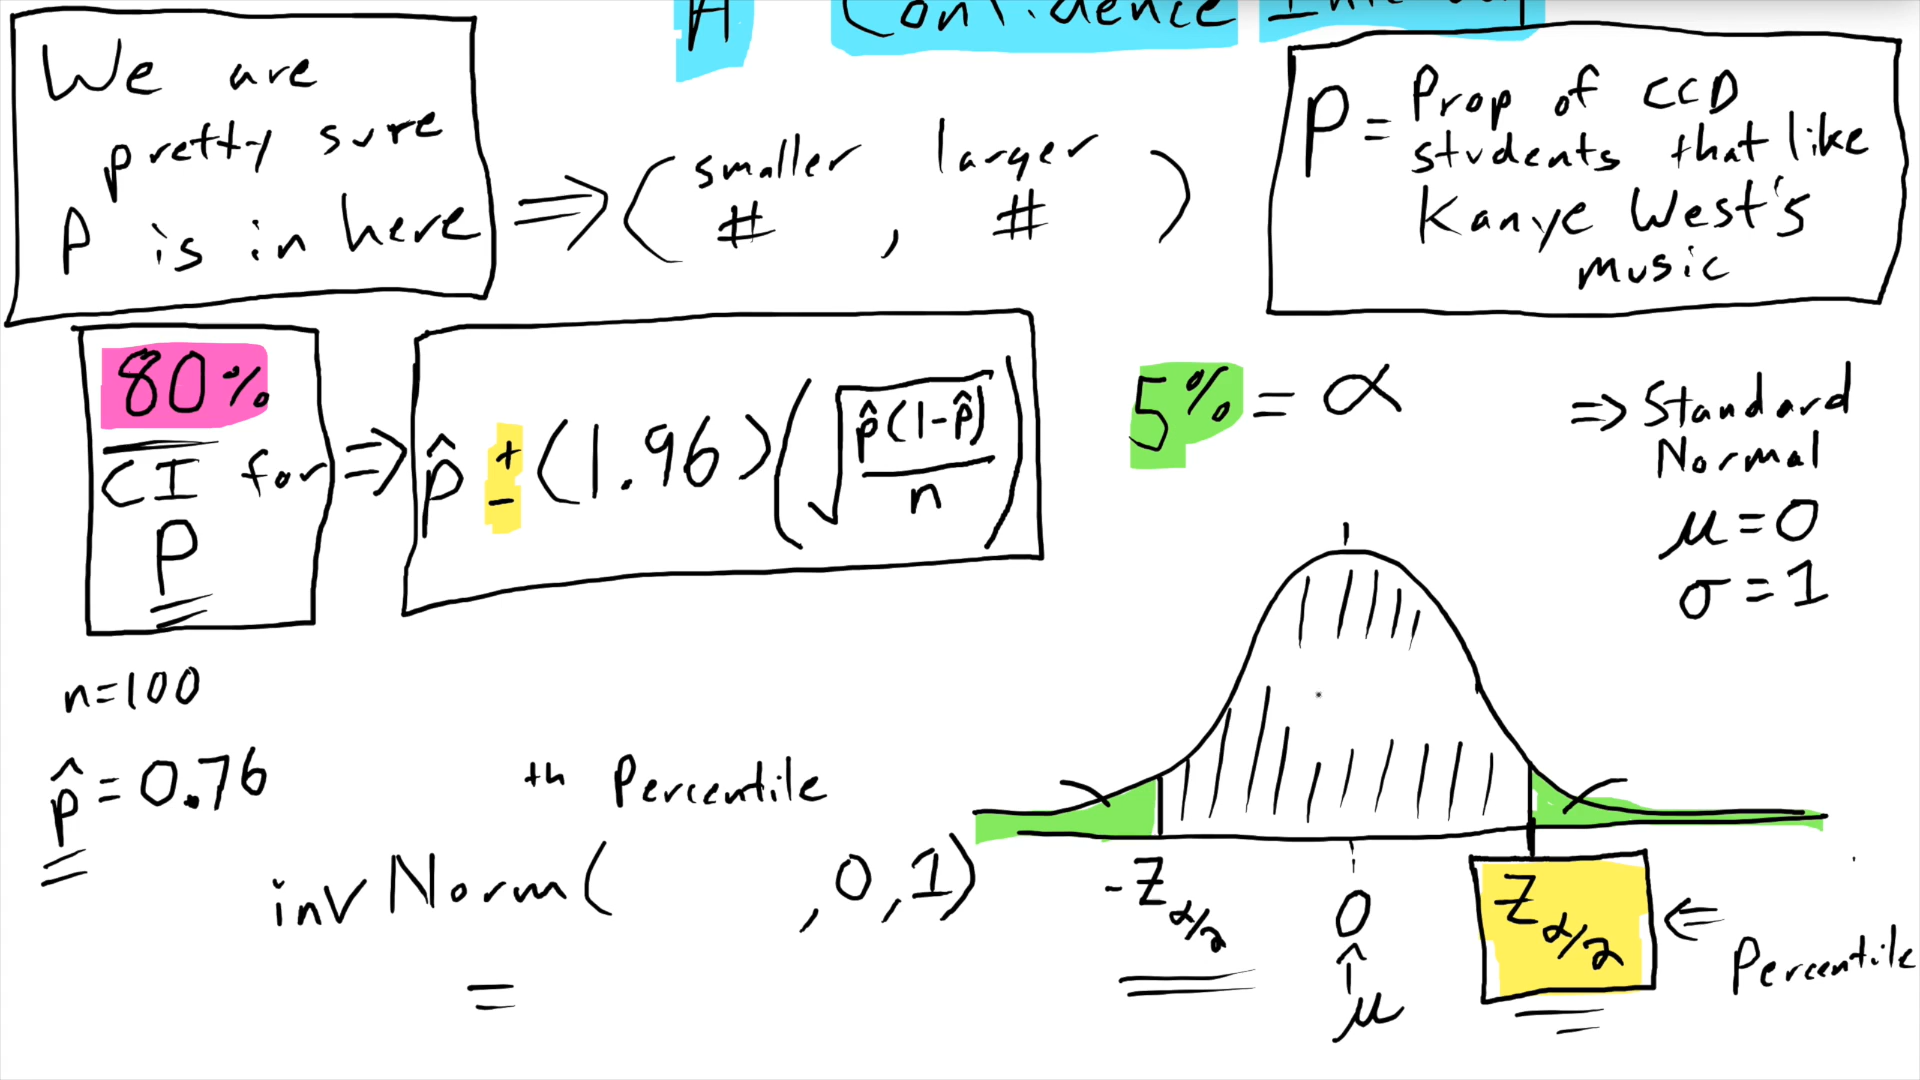 A Confidence Interval
We are
pretty sure
P is in here
⇒ ( smaller # , larger # )
P = Prop of CCD
students that like
Kanye West's
music
80%
CI for
P
⇒ p̂ ± (1.96) (√(p̂(1-p̂)/n))
5% = α
⇒ Standard
Normal
μ = 0
σ = 1
n=100
p̂ = 0.76
th Percentile
invNorm( , 0, 1)
=
-Z α/2
0
μ
Z α/2
⇐ Percentile